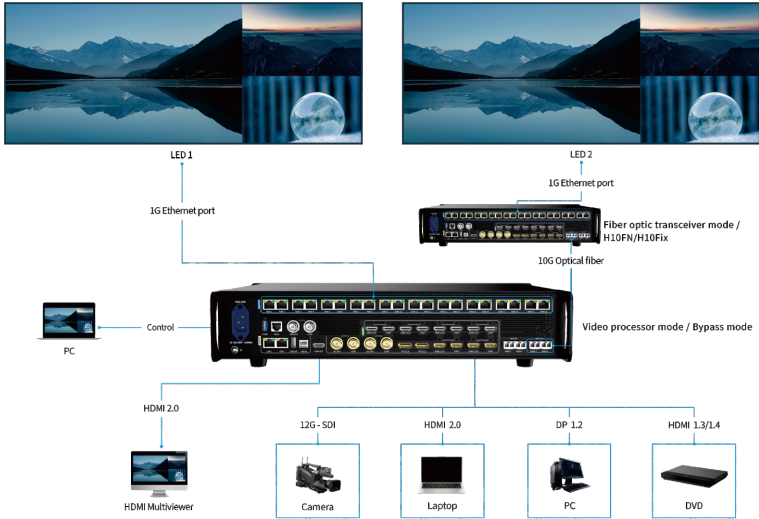 LED 1
LED 2
1G Ethernet port
1G Ethernet port
Fiber optic transceiver mode /
H10FN/H10Fix
10G Optical fiber
Control
PC
Video processor mode / Bypass mode
HDMI 2.0
12G - SDI
HDMI 2.0
DP 1.2
HDMI 1.3/1.4
HDMI Multiviewer
Camera
Laptop
PC
DVD